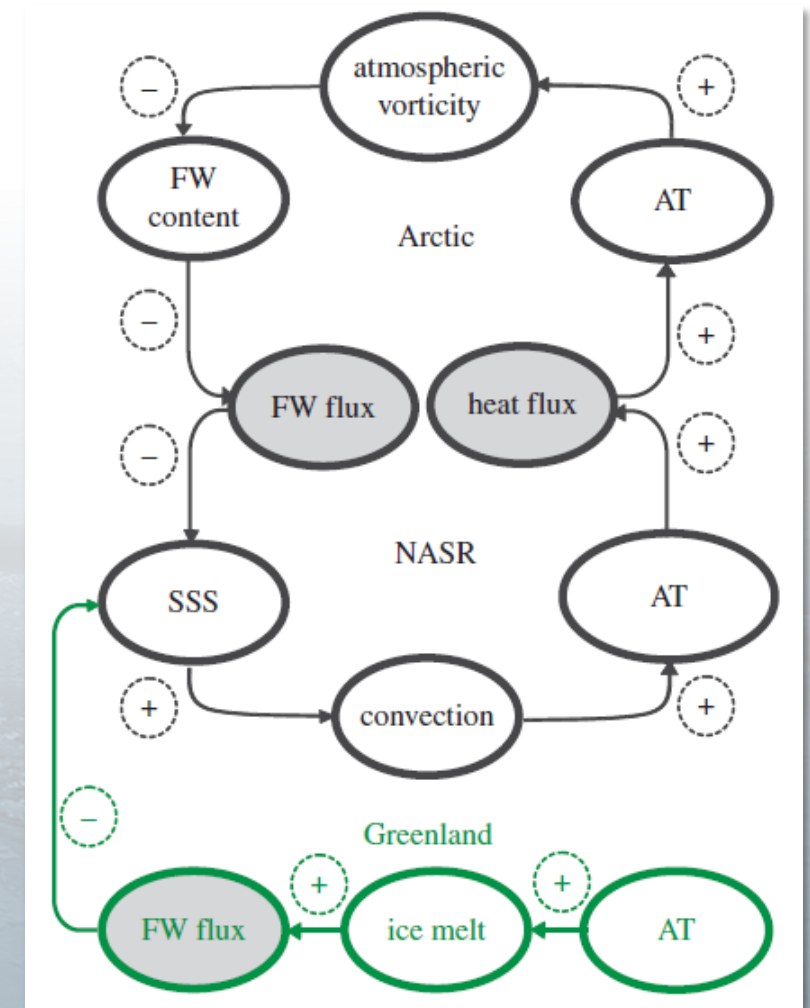 atmospheric
vorticity
−
+
FW
content
AT
Arctic
−
+
FW flux
heat flux
−
+
NASR
SSS
AT
+
convection
+
−
Greenland
+
+
FW flux
ice melt
AT